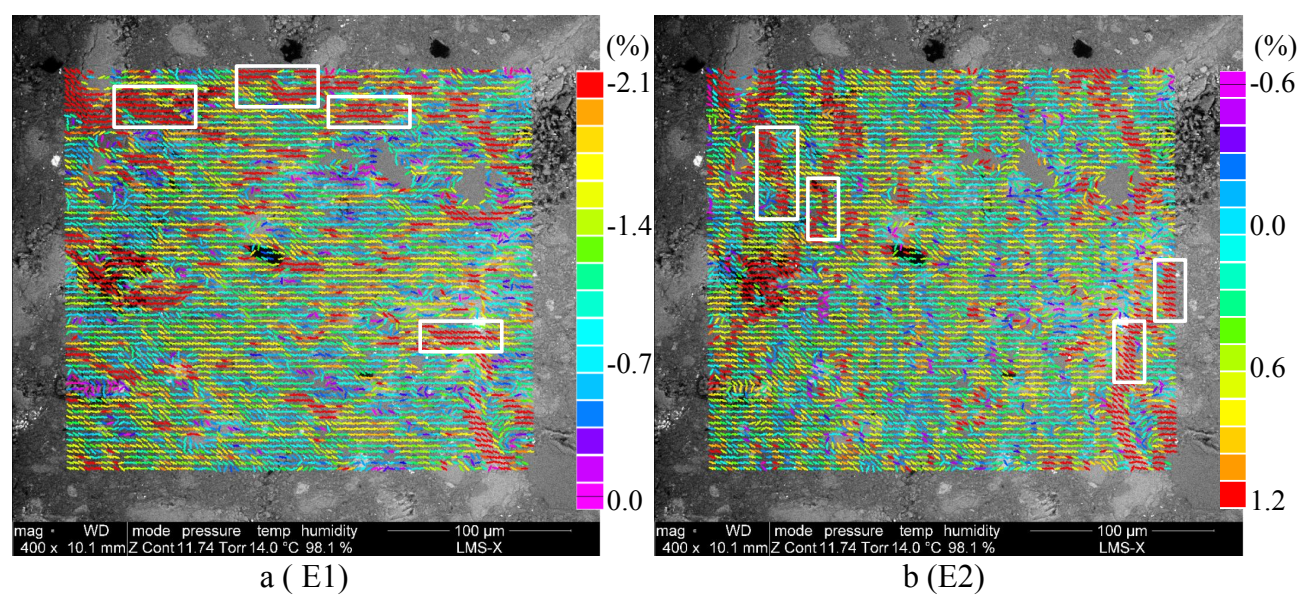 (%)
-2.1
-1.4
-0.7
0.0
(%)
-0.6
0.0
0.6
1.2
mag WD mode pressure temp humidity 100 µm
400 x 10.1 mm Z Cont 11.74 Torr 14.0 °C 98.1 % LMS-X
mag WD mode pressure temp humidity 100 µm
400 x 10.1 mm Z Cont 11.74 Torr 14.0 °C 98.1 % LMS-X
a ( E1)
b (E2)